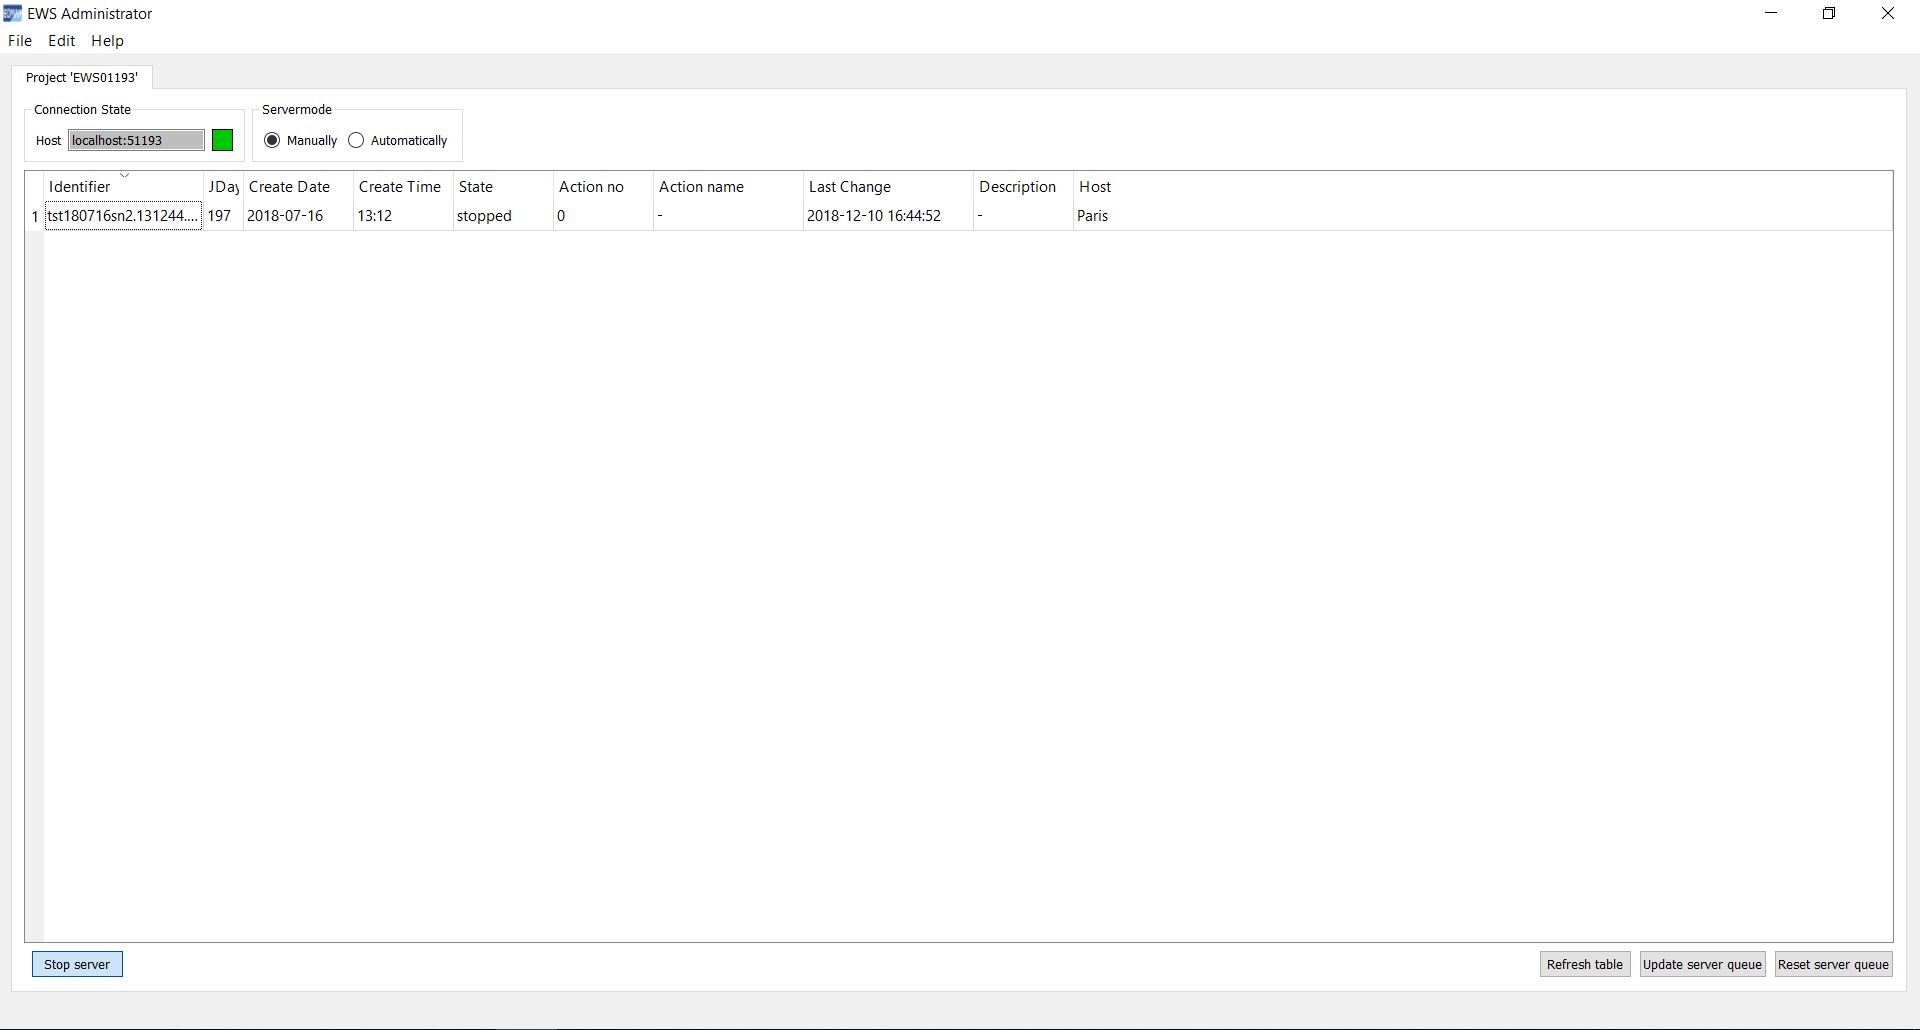 EWS Administrator
File Edit Help
Project 'EWS01193'
Connection State Servermode
Host localhost:51193 Manually Automatically
Identifier JDay Create Date Create Time State Action no Action name Last Change Description Host
1 tst180716sn2.131244.... 197 2018-07-16 13:12 stopped 0 - 2018-12-10 16:44:52 - Paris
Stop server Refresh table Update server queue Reset server queue